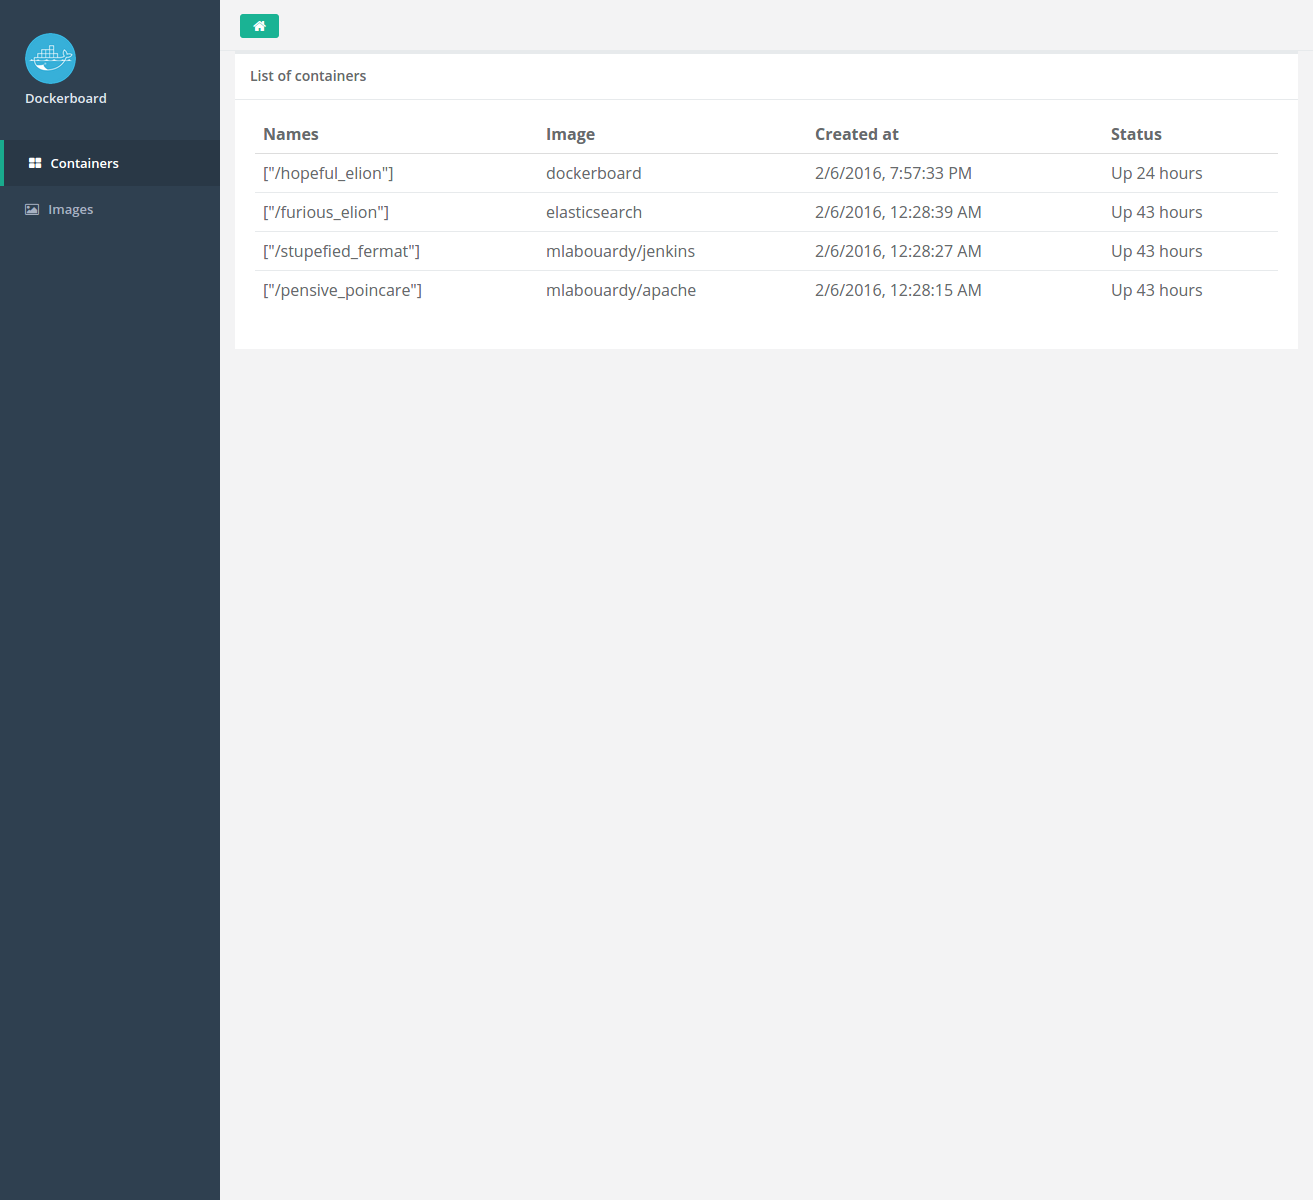 Dockerboard
Containers
Images
List of containers
Names Image Created at Status
["/hopeful_elion"] dockerboard 2/6/2016, 7:57:33 PM Up 24 hours
["/furious_elion"] elasticsearch 2/6/2016, 12:28:39 AM Up 43 hours
["/stupefied_fermat"] mlabouardy/jenkins 2/6/2016, 12:28:27 AM Up 43 hours
["/pensive_poincare"] mlabouardy/apache 2/6/2016, 12:28:15 AM Up 43 hours